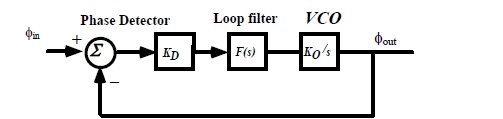 Phase Detector Loop filter VCO
ϕin + Σ KD F(s) KO/s ϕout
−